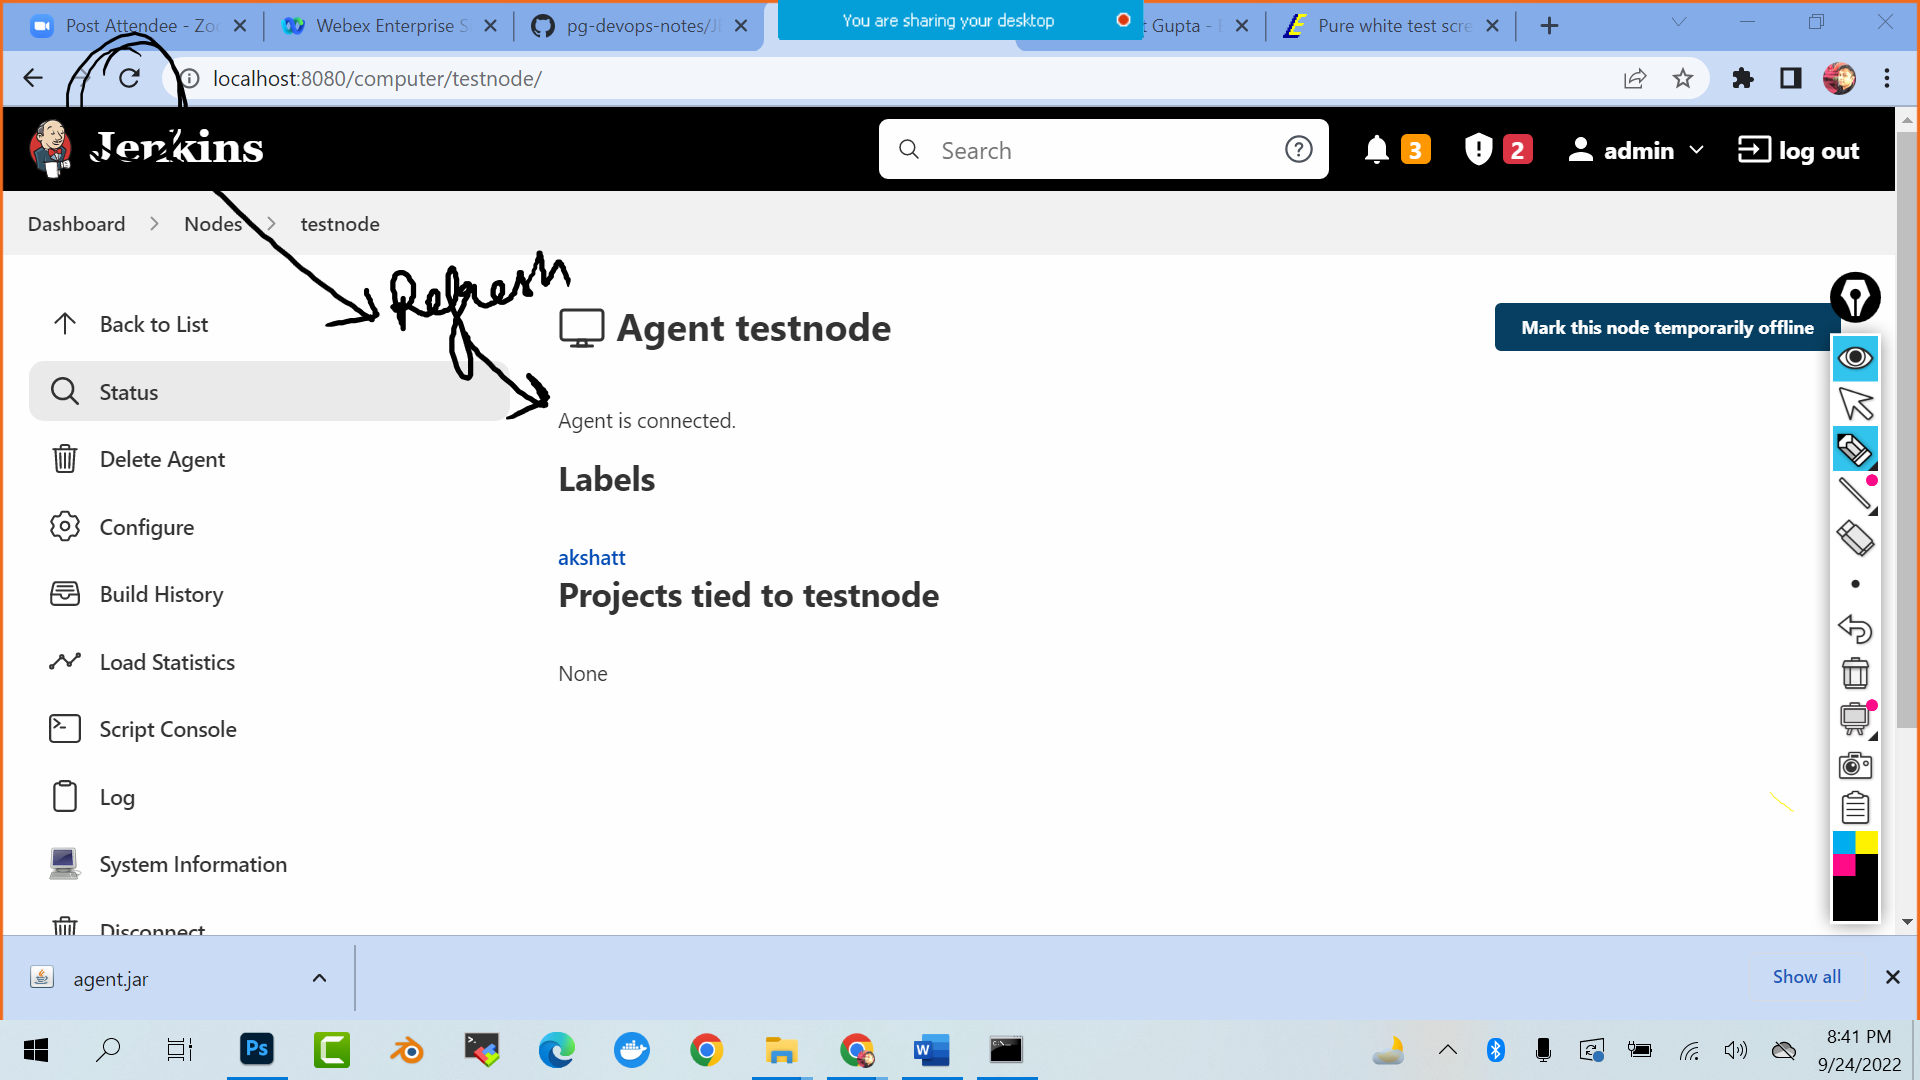 Post Attendee - Zoo
Webex Enterprise S
pg-devops-notes/JE
You are sharing your desktop
t Gupta - E
Pure white test scre
localhost:8080/computer/testnode/
Jenkins
Search
3
2
admin
log out
Dashboard
Nodes
testnode
Refresh
Back to List
Agent testnode
Mark this node temporarily offline
Status
Agent is connected.
Delete Agent
Labels
Configure
akshatt
Build History
Projects tied to testnode
Load Statistics
None
Script Console
Log
System Information
Disconnect
agent.jar
Show all
Ps
8:41 PM
9/24/2022